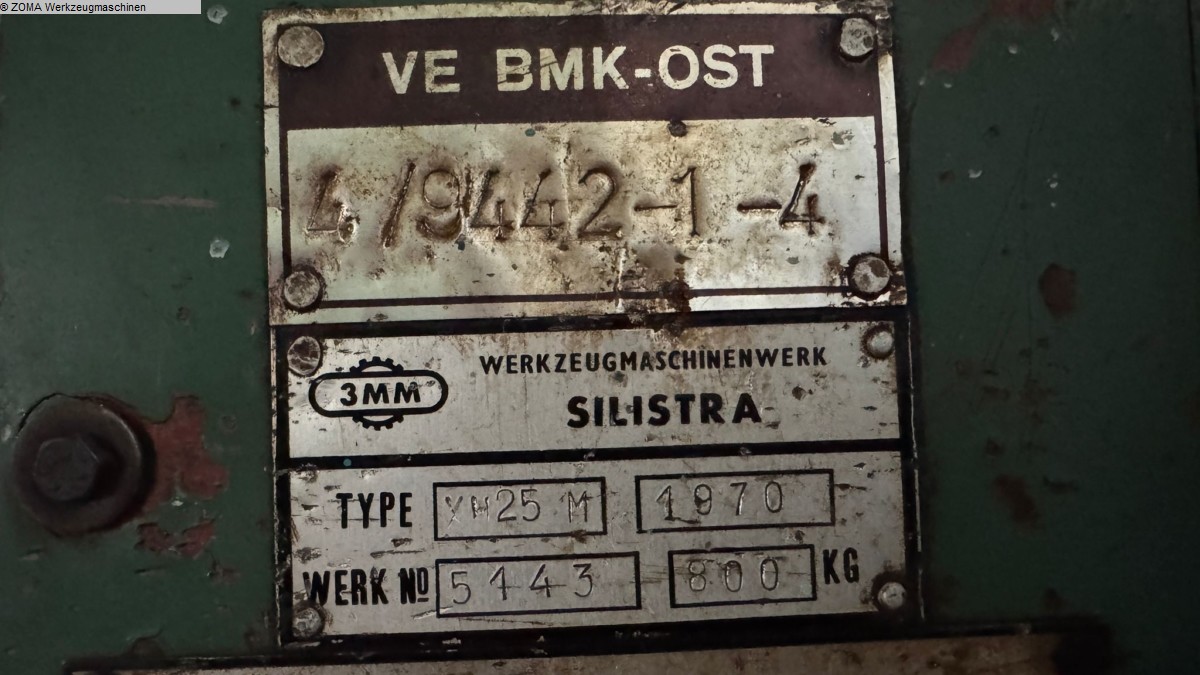 © ZOMA Werkzeugmaschinen
VE BMK-OST
4/9442-1-4
3MM
WERKZEUGMASCHINENWERK
SILISTRA
TYPE 25 M 1970
WERK NO 5143 800 KG